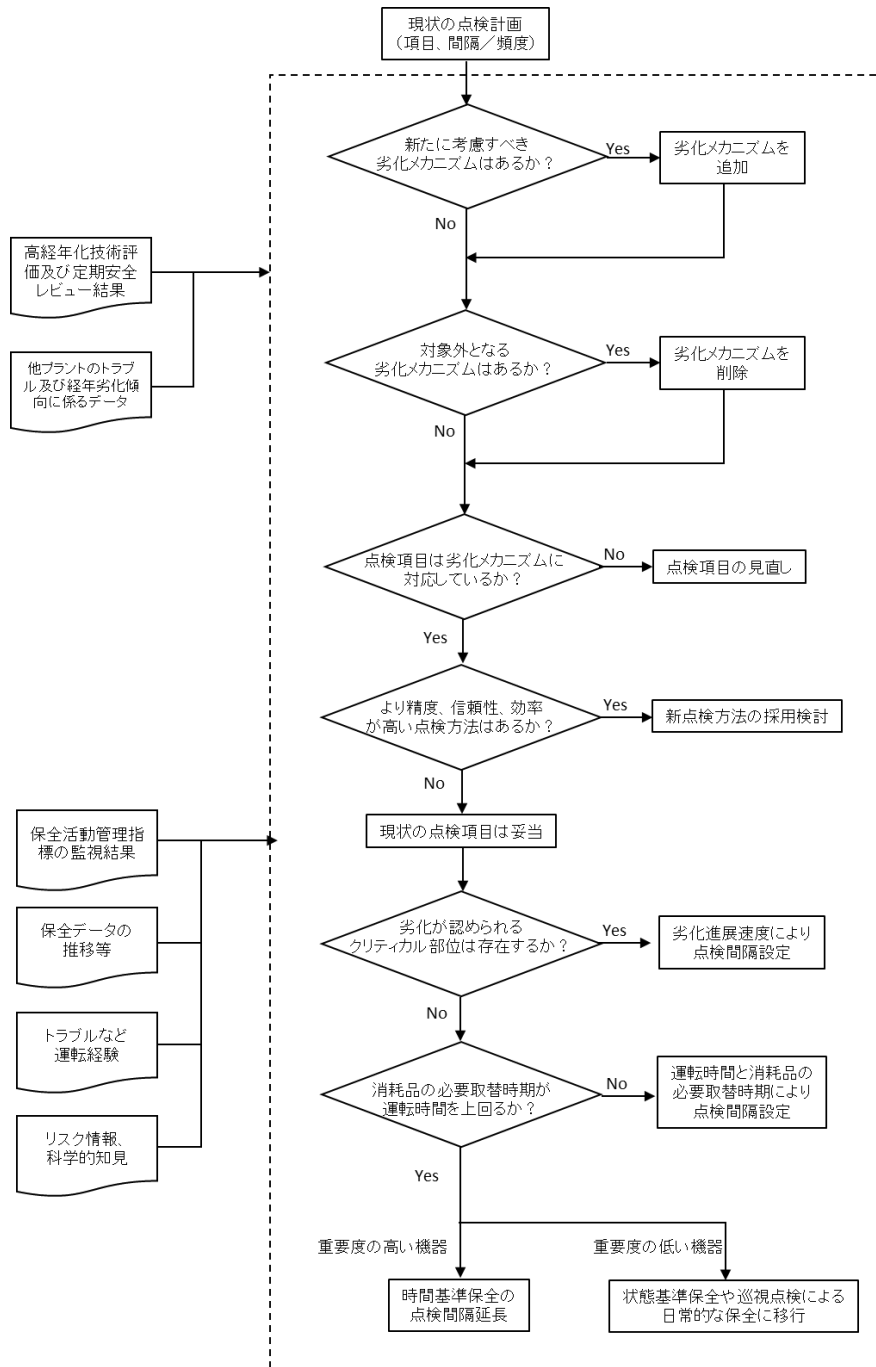 現状の点検計画
（項目、間隔／頻度）
新たに考慮すべき
劣化メカニズムはあるか？
Yes
劣化メカニズムを
追加
No
高経年化技術評
価及び定期安全
レビュー結果
対象外となる
劣化メカニズムはあるか？
Yes
劣化メカニズムを
削除
他プラントのトラブ
ル及び経年劣化傾
向に係るデータ
No
点検項目は劣化メカニズムに
対応しているか？
No
点検項目の見直し
Yes
より精度、信頼性、効率
が高い点検方法はあるか？
Yes
新点検方法の採用検討
No
保全活動管理指
標の監視結果
現状の点検項目は妥当
保全データの
推移等
劣化が認められる
クリティカル部位は存在するか？
Yes
劣化進展速度により
点検間隔設定
No
トラブルなど
運転経験
消耗品の必要取替時期が
運転時間を上回るか？
No
運転時間と消耗品の
必要取替時期により
点検間隔設定
リスク情報、
科学的知見
Yes
重要度の高い機器
重要度の低い機器
時間基準保全の
点検間隔延長
状態基準保全や巡視点検による
日常的な保全に移行